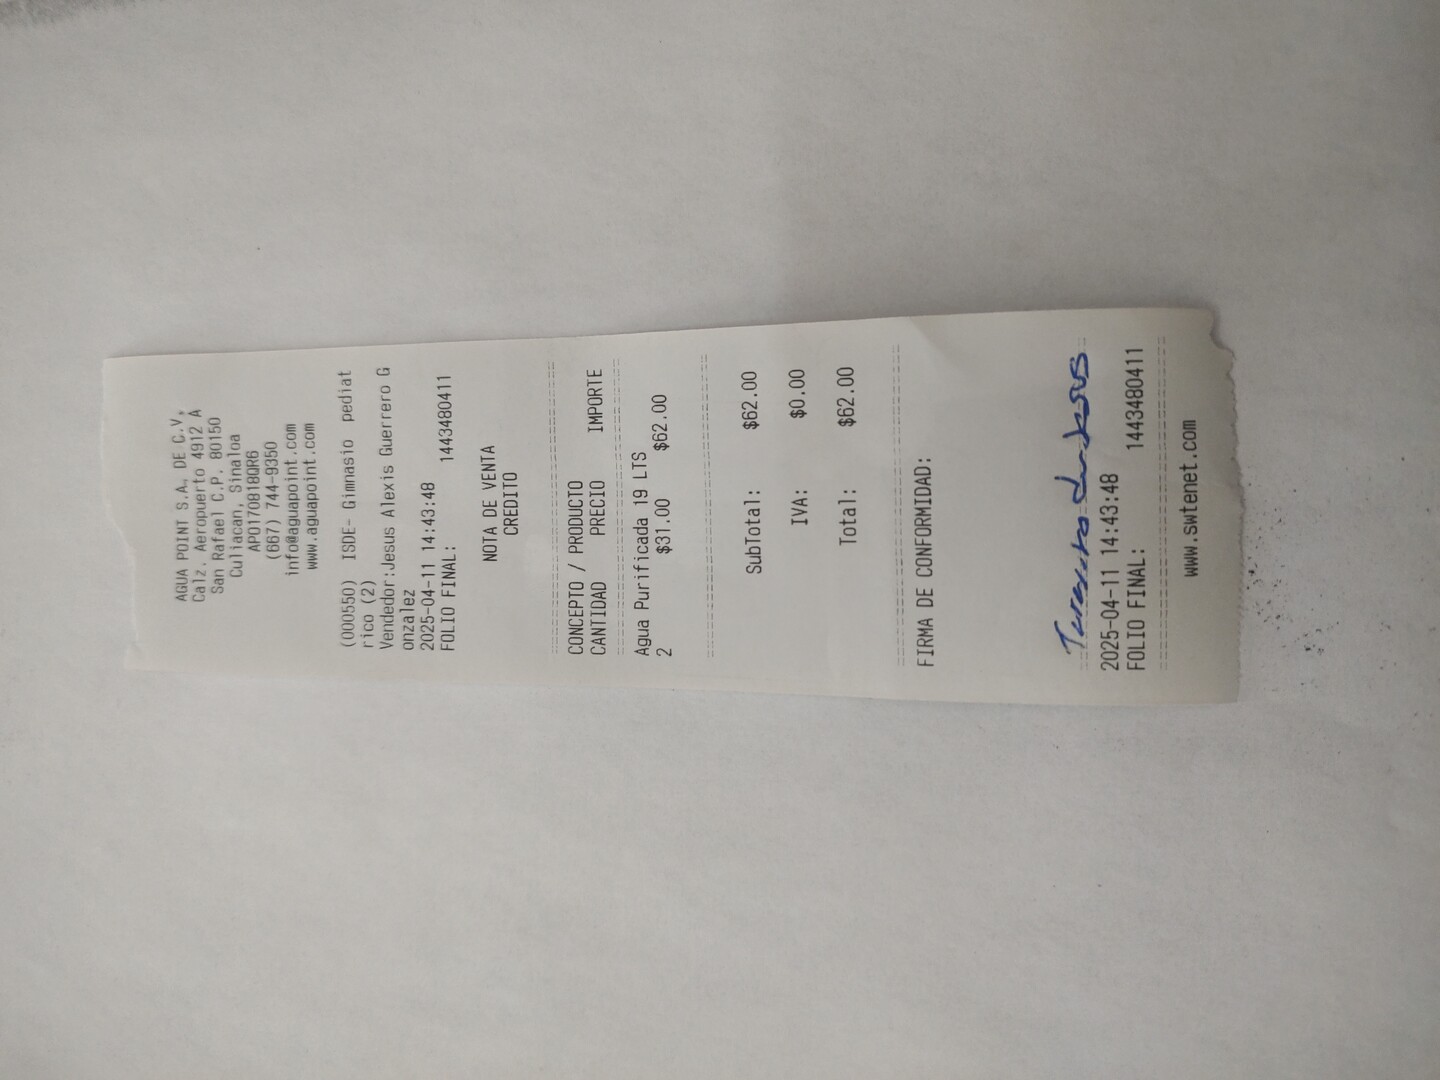 AGUA POINT S.A. DE C.V,
Calz. Aeropuerto 4912 A
San Rafael C.P. 80150
Culiacan, Sinaloa
APO170818QR6
(667) 744-9350
info@aguapoint.com
www.aguapoint.com
(000550) ISDE- Gimnasio pediat
rico (2)
Vendedor:Jesus Alexis Guerrero G
onzalez
2025-04-11 14:43:48
FOLIO FINAL: 1443480411
NOTA DE VENTA
CREDITO
CONCEPTO / PRODUCTO
CANTIDAD PRECIO IMPORTE
Agua Purificada 19 LTS
2 $31.00 $62.00
SubTotal: $62.00
IVA: $0.00
Total: $62.00
FIRMA DE CONFORMIDAD:
2025-04-11 14:43:48
FOLIO FINAL: 1443480411
www.swtenet.com